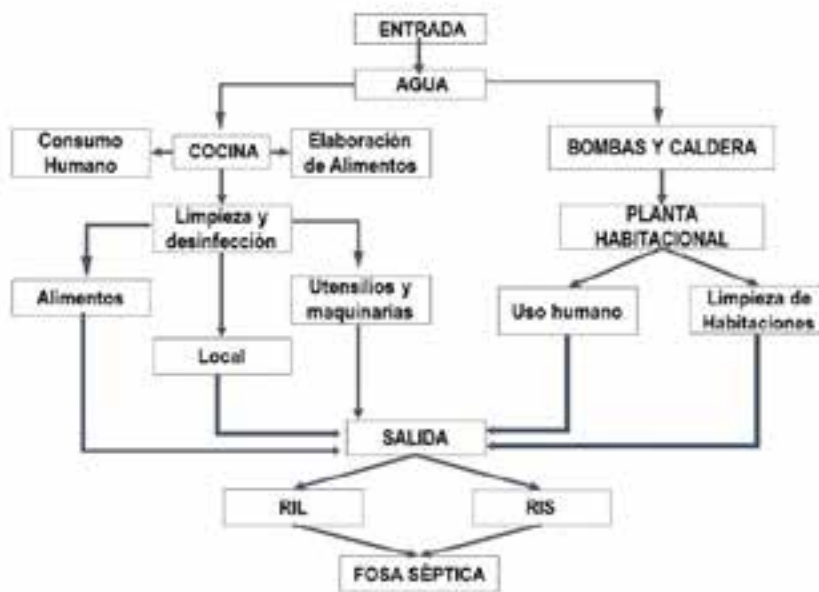 ENTRADA
AGUA
Consumo
Humano
COCINA
Elaboración
de Alimentos
BOMBAS Y CALDERA
Limpieza y
desinfección
PLANTA
HABITACIONAL
Alimentos
Utensilios y
maquinarias
Uso humano
Limpieza de
Habitaciones
Local
SALIDA
RIL
RIS
FOSA SÉPTICA